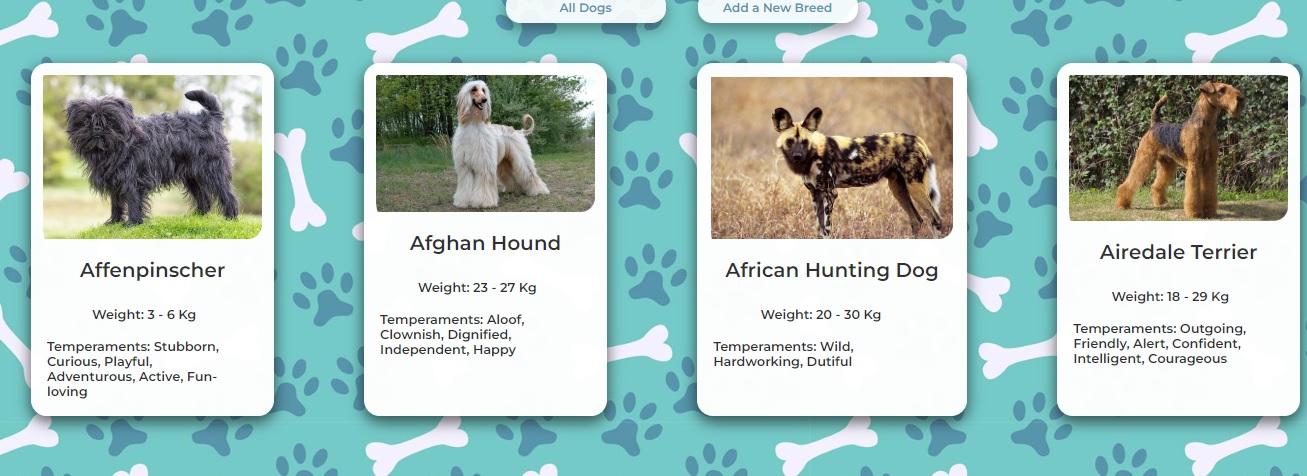 All Dogs
Add a New Breed
Affenpinscher
Weight: 3 - 6 Kg
Temperaments: Stubborn,
Curious, Playful,
Adventurous, Active, Fun-
loving
Afghan Hound
Weight: 23 - 27 Kg
Temperaments: Aloof,
Clownish, Dignified,
Independent, Happy
African Hunting Dog
Weight: 20 - 30 Kg
Temperaments: Wild,
Hardworking, Dutiful
Airedale Terrier
Weight: 18 - 29 Kg
Temperaments: Outgoing,
Friendly, Alert, Confident,
Intelligent, Courageous